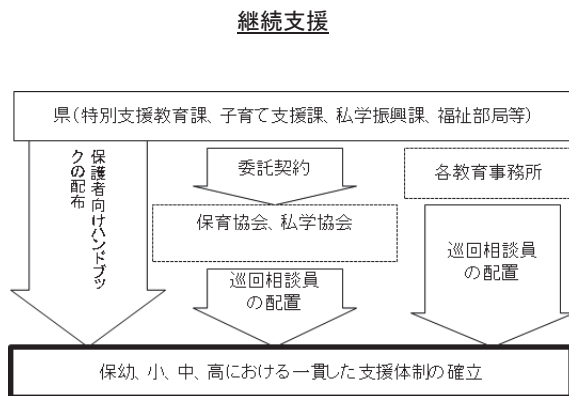 継続支援
県(特別支援教育課、子育て支援課、私学振興課、福祉部局等)
保護者向けハンドブッ
クの配布
委託契約
各教育事務所
保育協会、私学協会
巡回相談員
の配置
巡回相談員
の配置
保幼、小、中、高における一貫した支援体制の確立